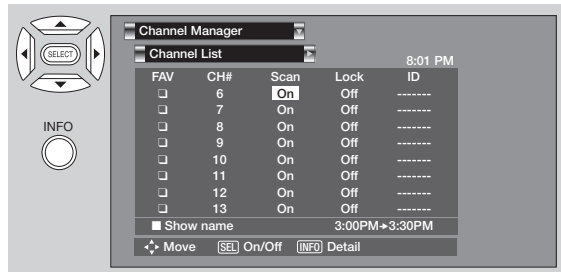 SELECT
INFO
Channel Manager
Channel List
8:01 PM
FAV CH# Scan Lock ID
❏ 6 On Off -------
❏ 7 On Off -------
❏ 8 On Off -------
❏ 9 On Off -------
❏ 10 On Off -------
❏ 11 On Off -------
❏ 12 On Off -------
❏ 13 On Off -------
■ Show name 3:00PM➔3:30PM
Move SEL On/Off INFO Detail